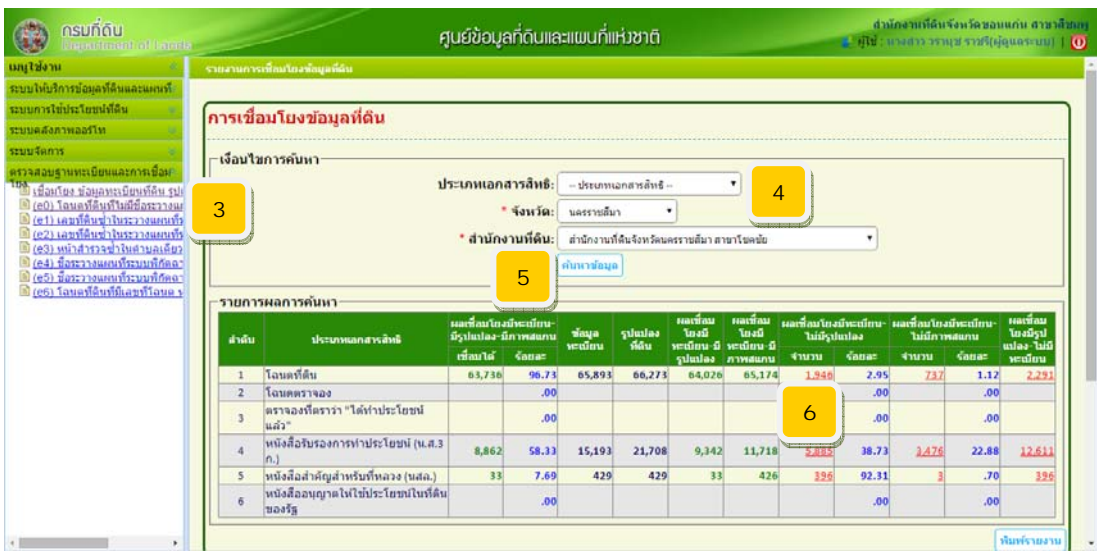 กรมที่ดิน
Department of Lands
ศูนย์ข้อมูลที่ดินและแผนที่แห่งชาติ
สำนักงานที่ดินจังหวัดขอนแก่น สาขาสีชมพู
ผู้ใช้ : นางสาว วรานุช ราชรี(ผู้ดูแลระบบ) |
เมนูใช้งาน
รายงานการเชื่อมโยงข้อมูลที่ดิน
ระบบให้บริการข้อมูลที่ดินและแผนที่
ระบบการใช้ประโยชน์ที่ดิน
ระบบคลังภาพออร์โท
ระบบจัดการ
ตรวจสอบฐานทะเบียนและการเชื่อมโยง
เชื่อมโยง ข้อมูลทะเบียนที่ดิน รูป
(e0) โฉนดที่ดินที่ไม่มีชื่อระวางแผ
(e1) เลขที่ดินซ้ำในระวางแผนที่
(e2) เลขที่ดินซ้ำในระวางแผนที่
(e3) หน้าสำรวจซ้ำในตำบลเดียว
(e4) ชื่อระวางแผนที่ระบบพิกัดฉา
(e5) ชื่อระวางแผนที่ระบบพิกัดฉา
(e6) โฉนดที่ดินที่มีเลขที่โฉนด
3
การเชื่อมโยงข้อมูลที่ดิน
เงื่อนไขการค้นหา
ประเภทเอกสารสิทธิ: -- ประเภทเอกสารสิทธิ --
4
* จังหวัด: นครราชสีมา
* สำนักงานที่ดิน: สำนักงานที่ดินจังหวัดนครราชสีมา สาขาโชคชัย
5
ค้นหาข้อมูล
รายการผลการค้นหา
ลำดับ ประเภทเอกสารสิทธิ ผลเชื่อมโยงมีทะเบียน-มีรูปแปลง-มีภาพสแกน ข้อมูลทะเบียน รูปแปลงที่ดิน ผลเชื่อมโยงมีทะเบียน-มีรูปแปลง ผลเชื่อมโยงมีทะเบียน-มีภาพสแกน ผลเชื่อมโยงมีทะเบียน-ไม่มีรูปแปลง ผลเชื่อมโยงมีทะเบียน-ไม่มีภาพสแกน ผลเชื่อมโยงมีรูปแปลง-ไม่มีทะเบียน
เชื่อมได้ ร้อยละ จำนวน ร้อยละ จำนวน ร้อยละ
1 โฉนดที่ดิน 63,736 96.73 65,893 66,273 64,026 65,174 1,946 2.95 737 1.12 2,291
2 โฉนดตราจอง .00 .00 .00
3 ตราจองที่ตราว่า "ได้ทำประโยชน์แล้ว" .00 .00 .00
6
4 หนังสือรับรองการทำประโยชน์ (น.ส.3 ก.) 8,862 58.33 15,193 21,708 9,342 11,718 5,885 38.73 3,476 22.88 12,611
5 หนังสือสำคัญสำหรับที่หลวง (นสล.) 33 7.69 429 429 33 426 396 92.31 3 .70 396
6 หนังสืออนุญาตให้ใช้ประโยชน์ในที่ดินของรัฐ .00 .00 .00
พิมพ์รายงาน